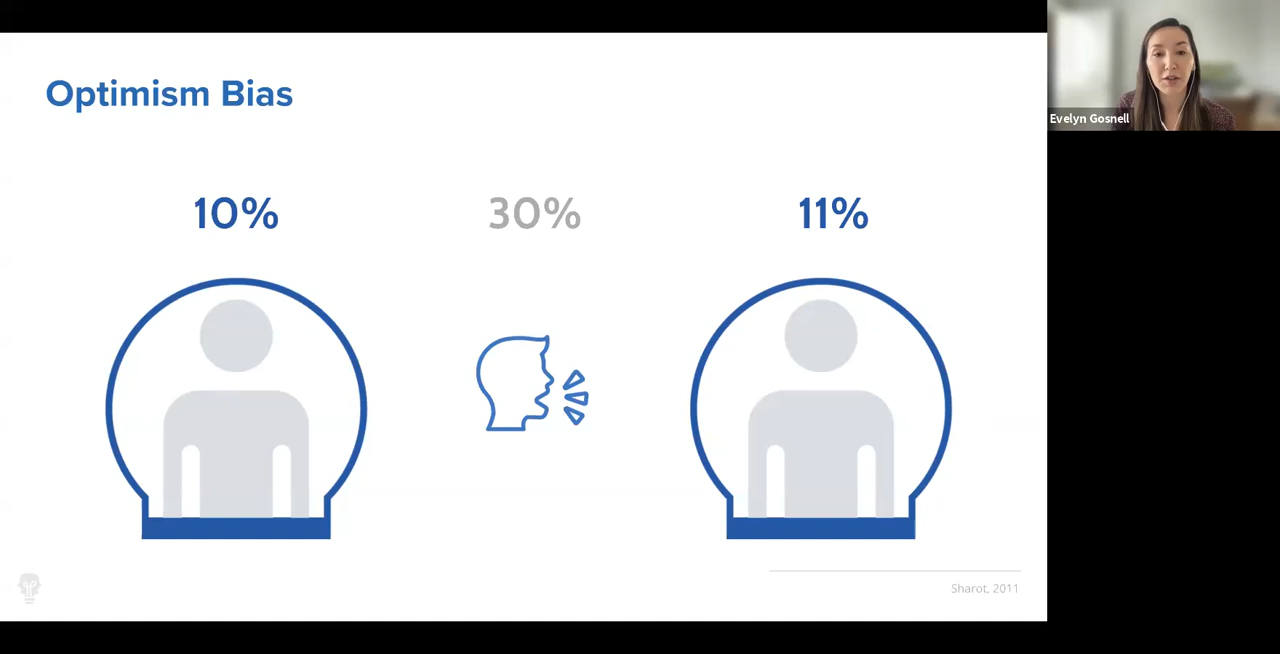 Optimism Bias
10%
30%
11%
Sharot, 2011
Evelyn Gosnell